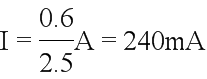 I = 0.6/2.5 A = 240mA